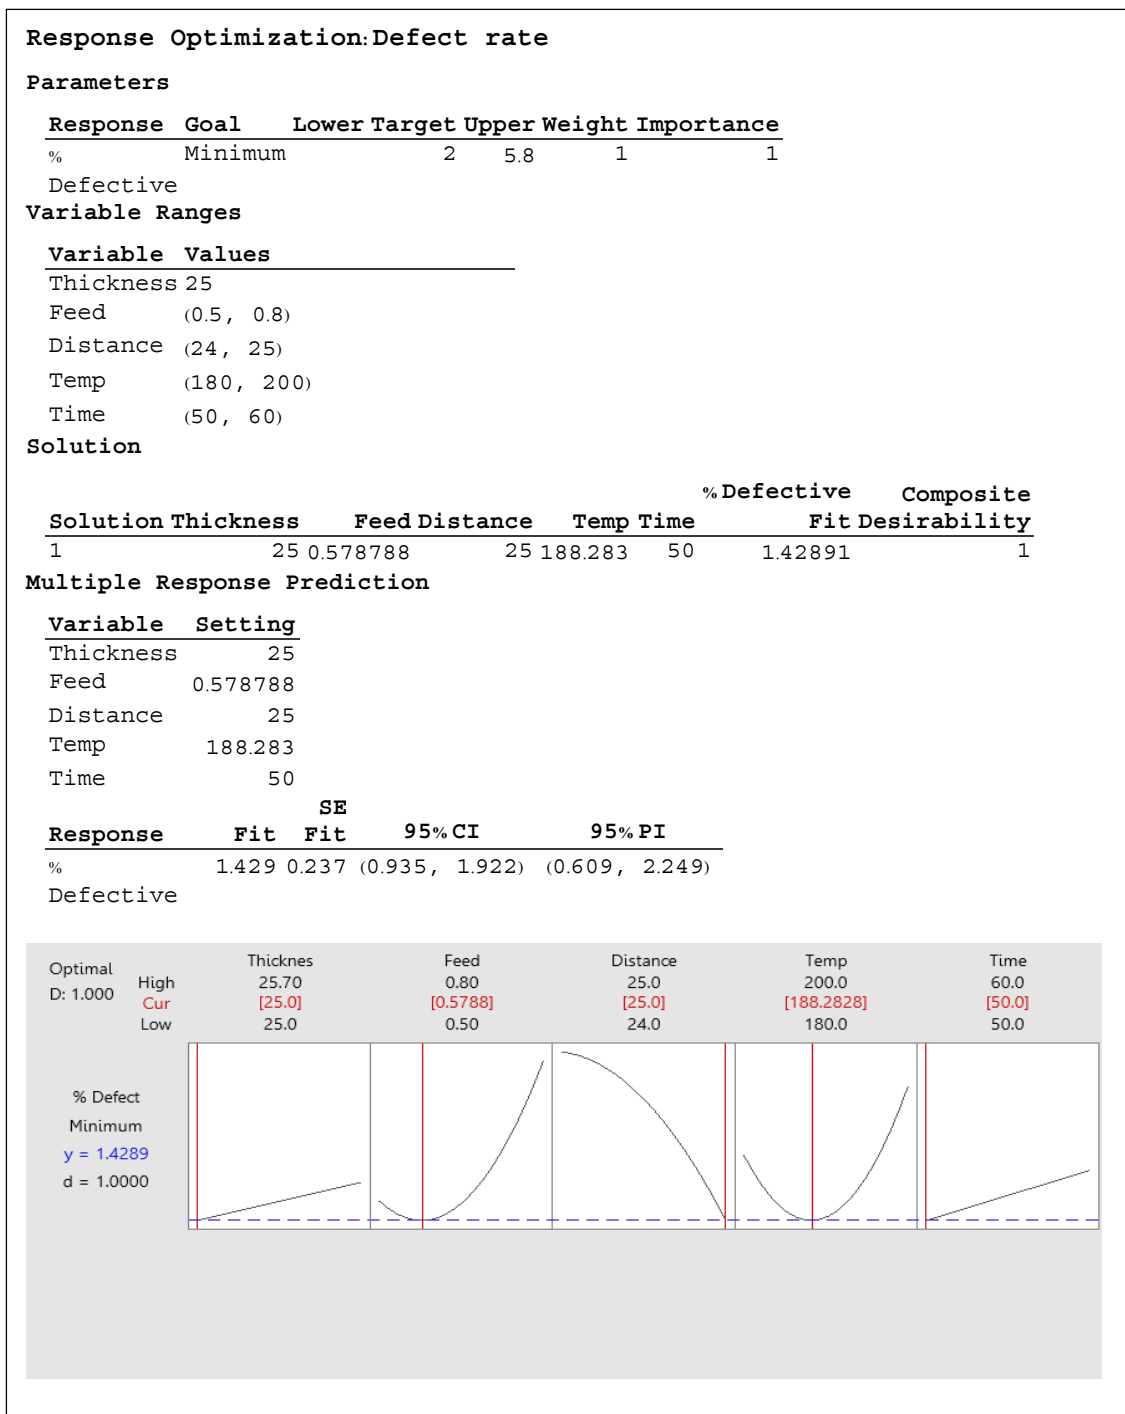 Response Optimization: Defect rate
Parameters
Response Goal Lower Target Upper Weight Importance
% Minimum 2 5.8 1 1
Defective
Variable Ranges
Variable Values
Thickness 25
Feed (0.5, 0.8)
Distance (24, 25)
Temp (180, 200)
Time (50, 60)
Solution
% Defective Composite
Solution Thickness Feed Distance Temp Time Fit Desirability
1 25 0.578788 25 188.283 50 1.42891 1
Multiple Response Prediction
Variable Setting
Thickness 25
Feed 0.578788
Distance 25
Temp 188.283
Time 50
SE
Response Fit Fit 95% CI 95% PI
% 1.429 0.237 (0.935, 1.922) (0.609, 2.249)
Defective
Optimal Thicknes Feed Distance Temp Time
High 25.70 0.80 25.0 200.0 60.0
D: 1.000 Cur [25.0] [0.5788] [25.0] [188.2828] [50.0]
Low 25.0 0.50 24.0 180.0 50.0
% Defect
Minimum
y = 1.4289
d = 1.0000